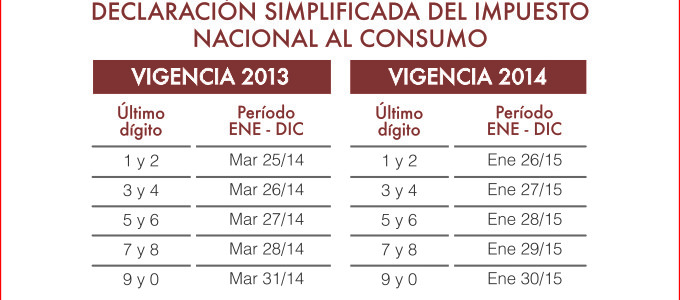 DECLARACIÓN SIMPLIFICADA DEL IMPUESTO
NACIONAL AL CONSUMO
VIGENCIA 2013
Último dígito Período ENE - DIC
1 y 2 Mar 25/14
3 y 4 Mar 26/14
5 y 6 Mar 27/14
7 y 8 Mar 28/14
9 y 0 Mar 31/14
VIGENCIA 2014
Último dígito Período ENE - DIC
1 y 2 Ene 26/15
3 y 4 Ene 27/15
5 y 6 Ene 28/15
7 y 8 Ene 29/15
9 y 0 Ene 30/15